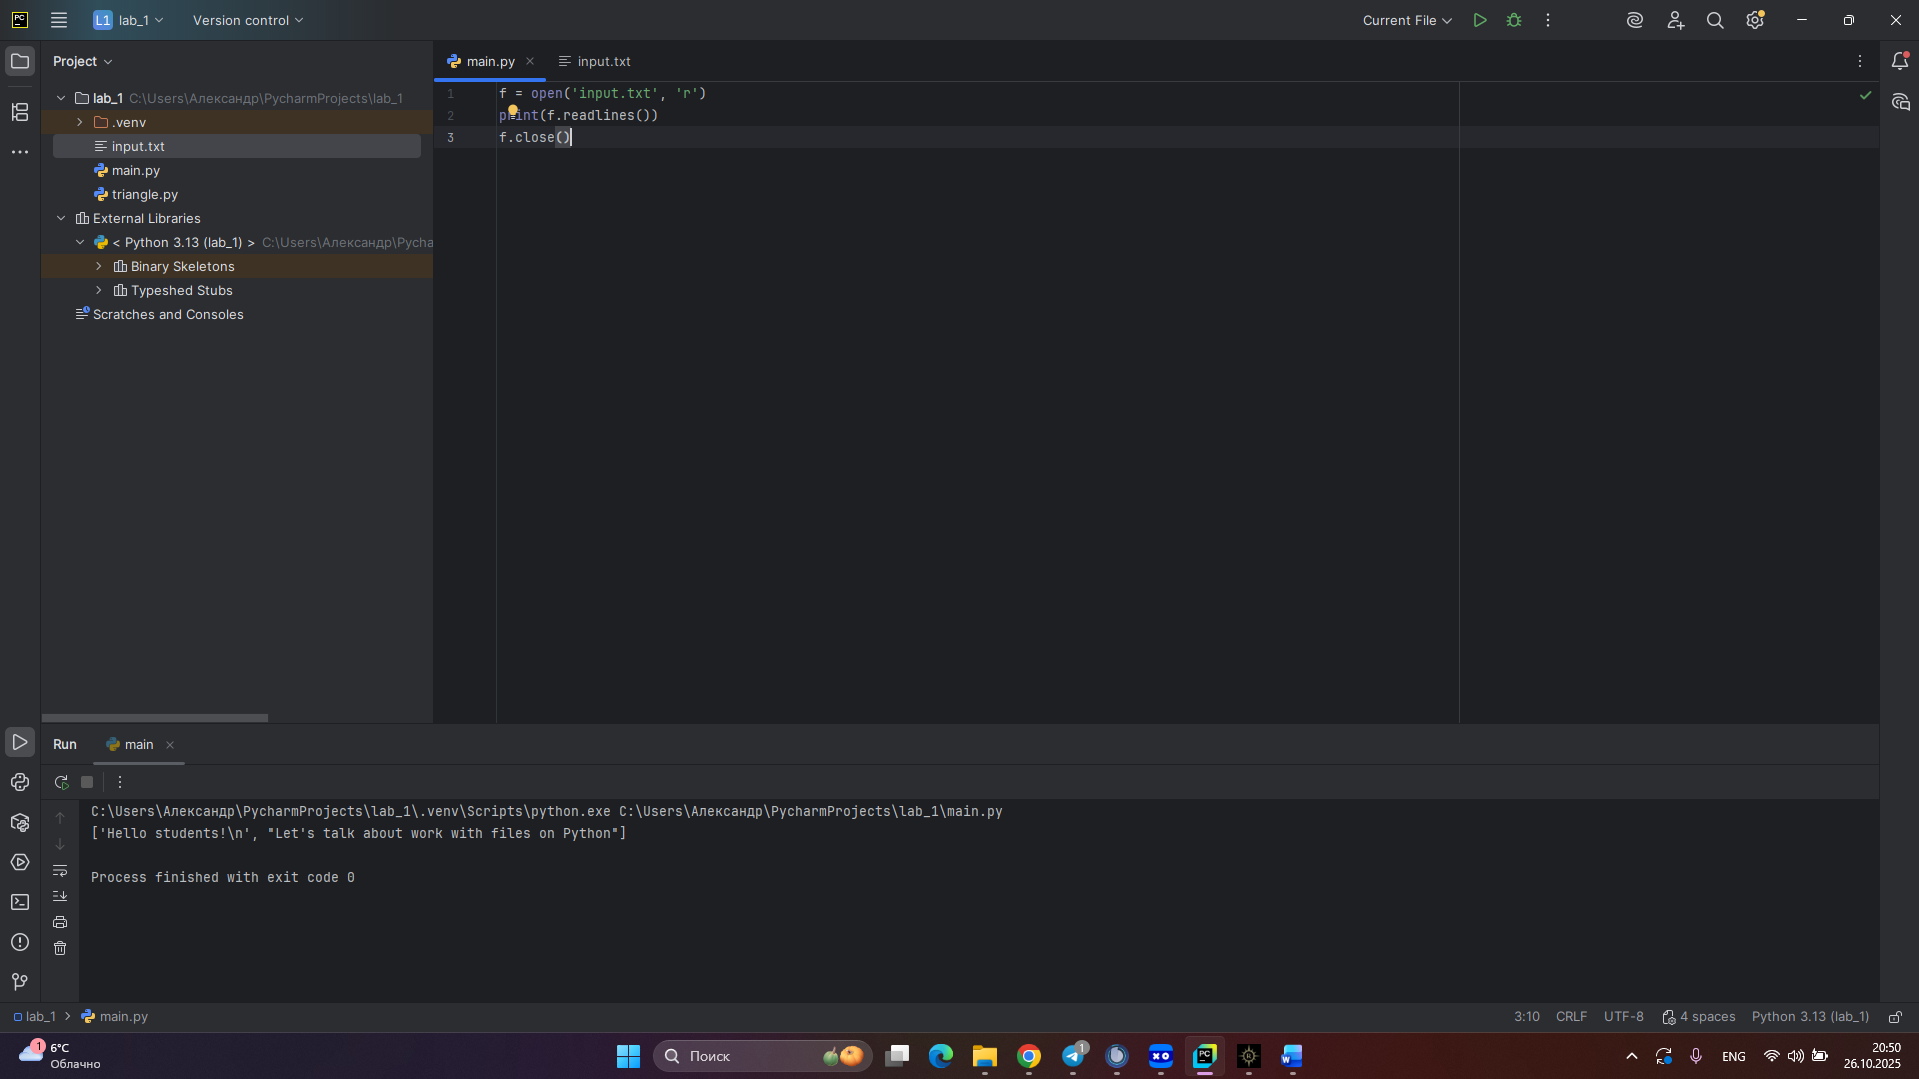 PC L1 lab_1 Version control Current File
Project
main.py input.txt
lab_1 C:\Users\Александр\PycharmProjects\lab_1
.venv
input.txt
main.py
triangle.py
External Libraries
< Python 3.13 (lab_1) > C:\Users\Александр\Pycha
Binary Skeletons
Typeshed Stubs
Scratches and Consoles
1 f = open('input.txt', 'r')
2 print(f.readlines())
3 f.close()
Run main
C:\Users\Александр\PycharmProjects\lab_1\.venv\Scripts\python.exe C:\Users\Александр\PycharmProjects\lab_1\main.py
['Hello students!\n', "Let's talk about work with files on Python"]
Process finished with exit code 0
lab_1 > main.py 3:10 CRLF UTF-8 4 spaces Python 3.13 (lab_1)
1 6°C
Облачно
Поиск
1
XO
PC
W
ENG
20:50
26.10.2025